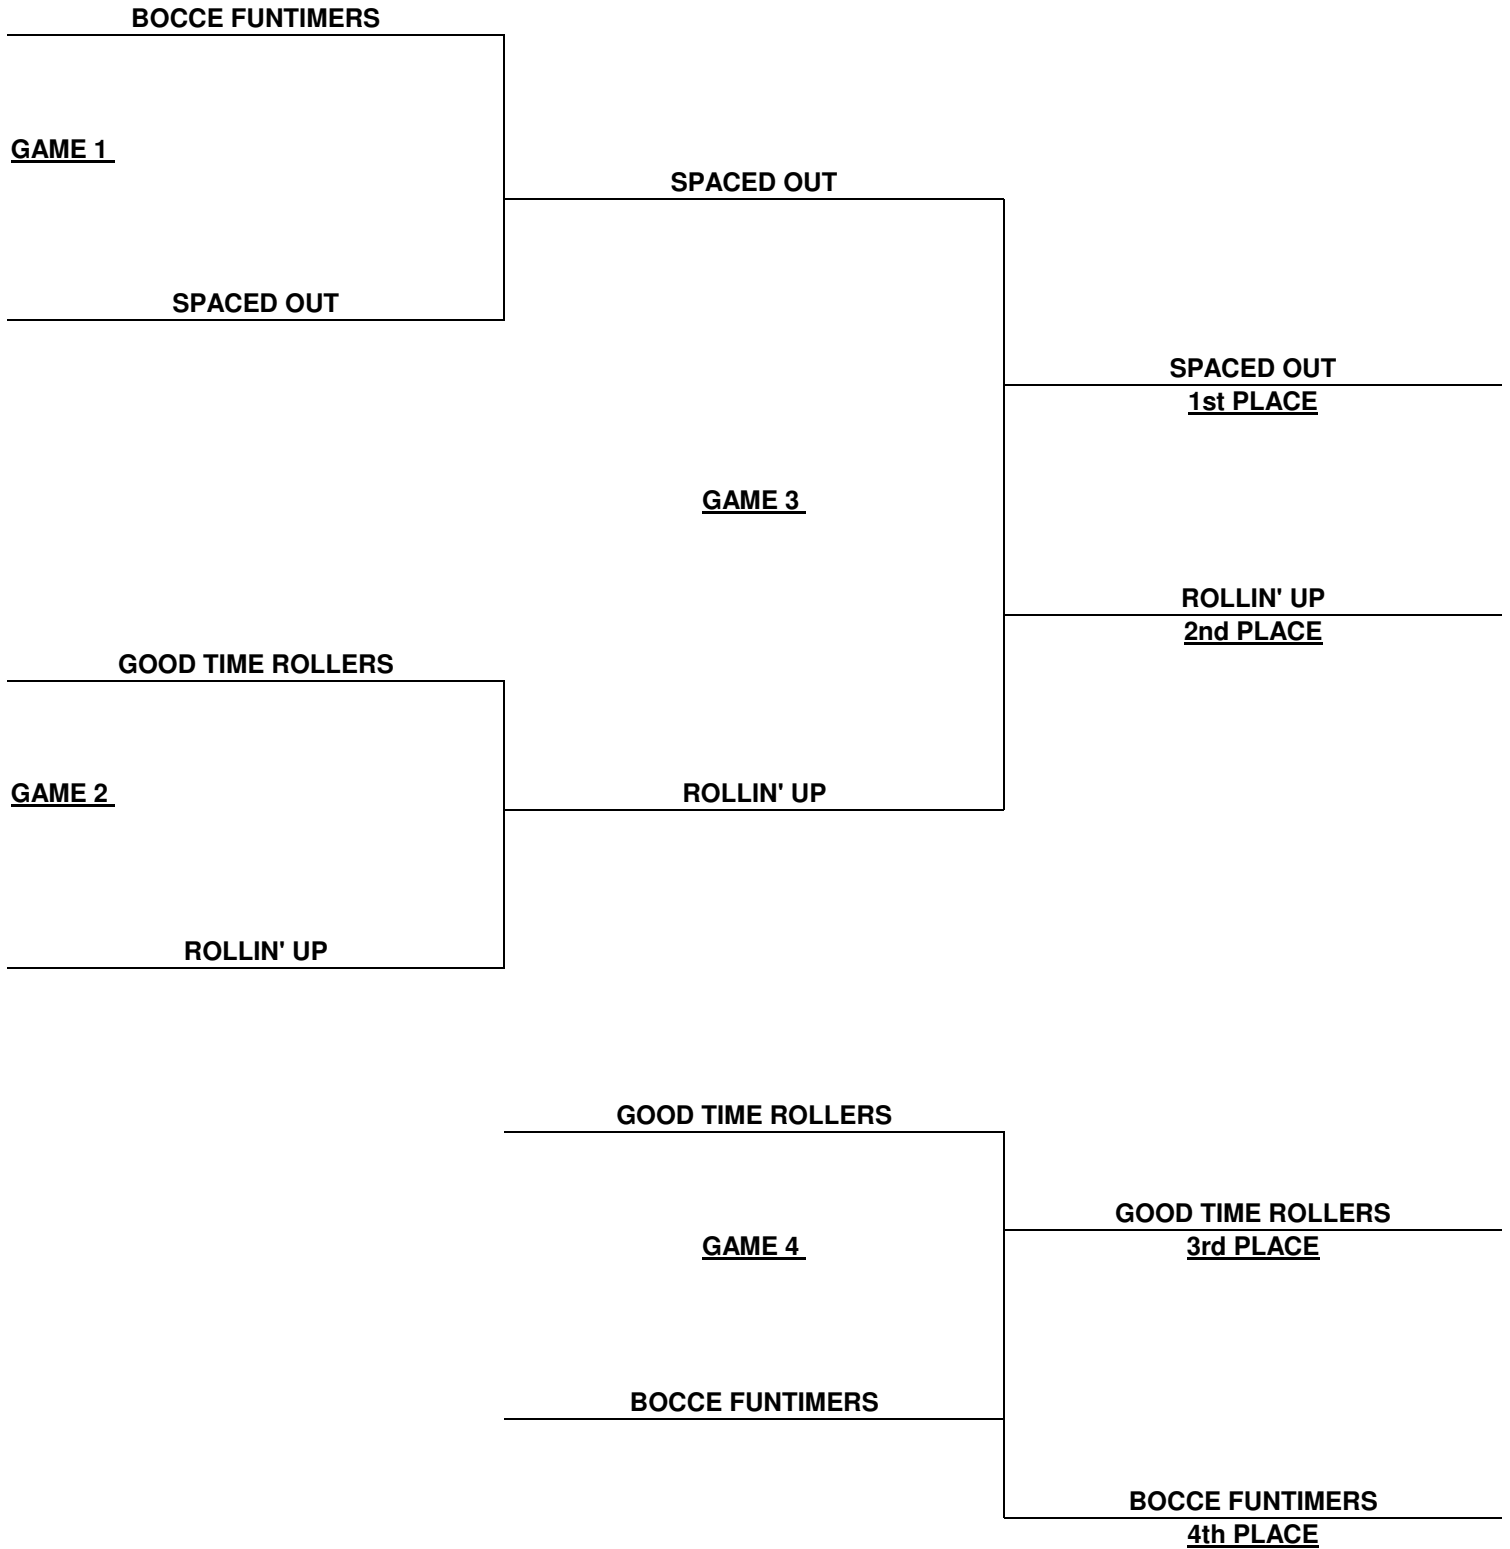 BOCCE FUNTIMERS
GAME 1
SPACED OUT
SPACED OUT
SPACED OUT
1st PLACE
GAME 3
ROLLIN' UP
2nd PLACE
GOOD TIME ROLLERS
GAME 2
ROLLIN' UP
ROLLIN' UP
GOOD TIME ROLLERS
GOOD TIME ROLLERS
GAME 4
3rd PLACE
BOCCE FUNTIMERS
BOCCE FUNTIMERS
4th PLACE